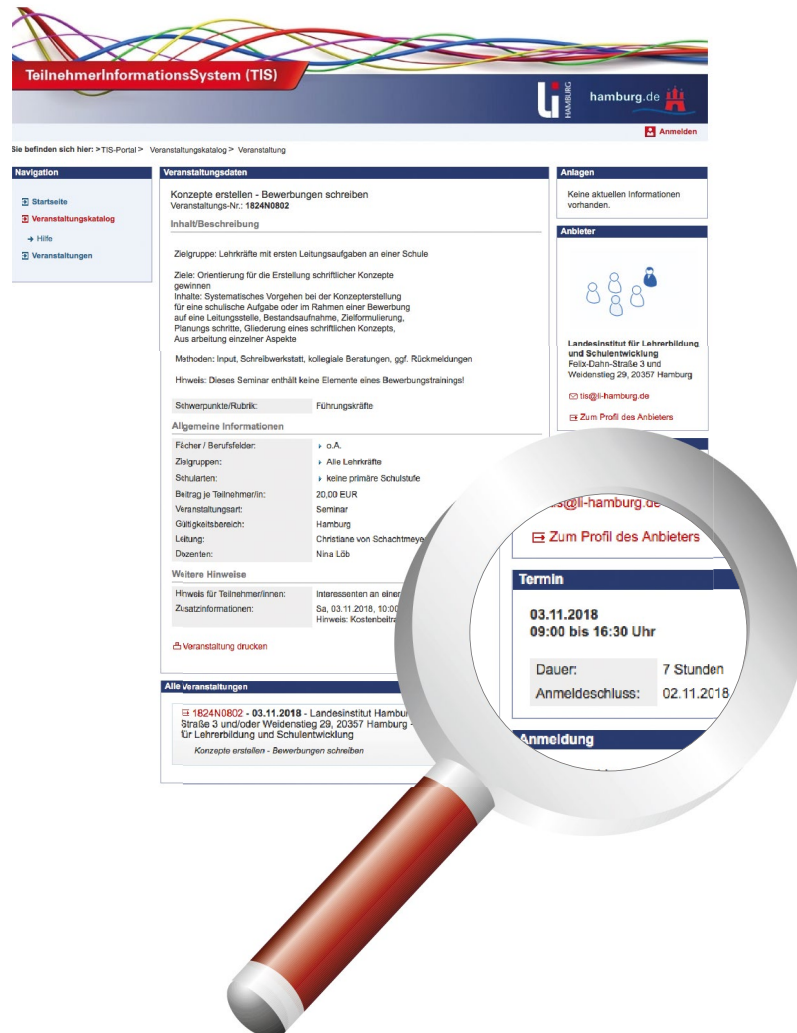 TeilnehmerInformationsSystem (TIS)
li HAMBURG
hamburg.de
Anmelden
Sie befinden sich hier: >TIS-Portal > Veranstaltungskatalog > Veranstaltung
Navigation
Startseite
Veranstaltungskatalog
Hilfe
Veranstaltungen
Veranstaltungsdaten
Konzepte erstellen - Bewerbungen schreiben
Veranstaltungs-Nr.: 1824N0802
Inhalt/Beschreibung
Zielgruppe: Lehrkräfte mit ersten Leitungsaufgaben an einer Schule
Ziele: Orientierung für die Erstellung schriftlicher Konzepte
gewinnen
Inhalte: Systematisches Vorgehen bei der Konzepterstellung
für eine schulische Aufgabe oder im Rahmen einer Bewerbung
auf eine Leitungsstelle, Bestandsaufnahme, Zielformulierung,
Planungs schritte, Gliederung eines schriftlichen Konzepts,
Aus arbeitung einzelner Aspekte
Methoden: Input, Schreibwerkstatt, kollegiale Beratungen, ggf. Rückmeldungen
Hinweis: Dieses Seminar enthält keine Elemente eines Bewerbungstrainings!
Schwerpunkte/Rubrik: Führungskräfte
Allgemeine Informationen
Fächer / Berufsfelder: o.A.
Zielgruppen: Alle Lehrkräfte
Schularten: keine primäre Schulstufe
Beitrag je Teilnehmer/in: 20,00 EUR
Veranstaltungsart: Seminar
Gültigkeitsbereich: Hamburg
Leitung: Christiane von Schachtmeye
Dozenten: Nina Löb
Weitere Hinweise
Hinweis für Teilnehmer/innen: Interessenten an einer
Zusatzinformationen: Sa, 03.11.2018, 10:00
Hinweis: Kostenbeitra
Veranstaltung drucken
Alle Veranstaltungen
1824N0802 - 03.11.2018 - Landesinstitut Hambur
Straße 3 und/oder Weidenstieg 29, 20357 Hamburg -
für Lehrerbildung und Schulentwicklung
Konzepte erstellen - Bewerbungen schreiben
Anlagen
Keine aktuellen Informationen
vorhanden.
Anbieter
Landesinstitut für Lehrerbildung
und Schulentwicklung
Felix-Dahn-Straße 3 und
Weidenstieg 29, 20357 Hamburg
tis@li-hamburg.de
Zum Profil des Anbieters
tis@li-hamburg.de
Zum Profil des Anbieters
Termin
03.11.2018
09:00 bis 16:30 Uhr
Dauer: 7 Stunden
Anmeldeschluss: 02.11.2018
Anmeldung